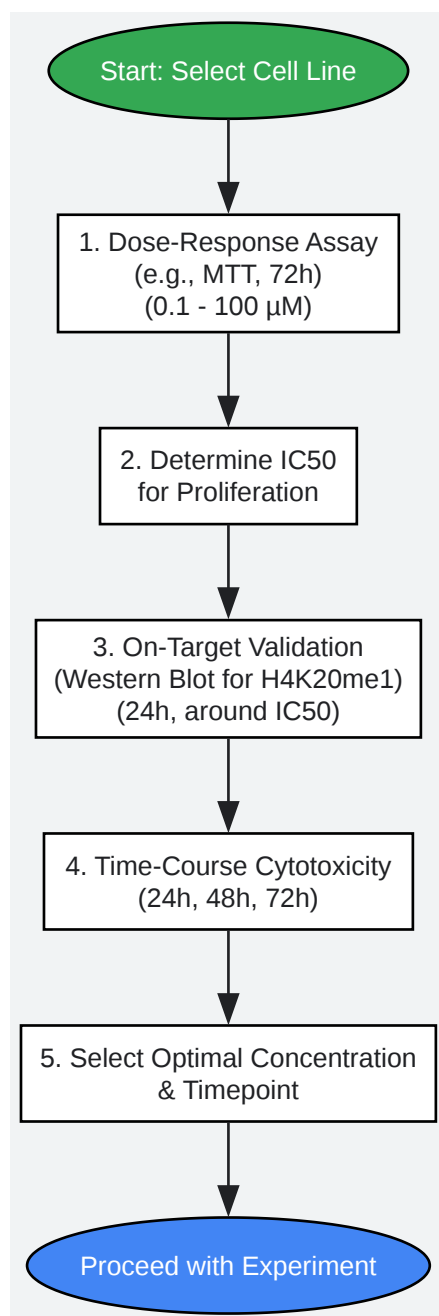 Start: Select Cell Line
1. Dose-Response Assay
(e.g., MTT, 72h)
(0.1 - 100 µM)
2. Determine IC50
for Proliferation
3. On-Target Validation
(Western Blot for H4K20me1)
(24h, around IC50)
4. Time-Course Cytotoxicity
(24h, 48h, 72h)
5. Select Optimal Concentration
& Timepoint
Proceed with Experiment